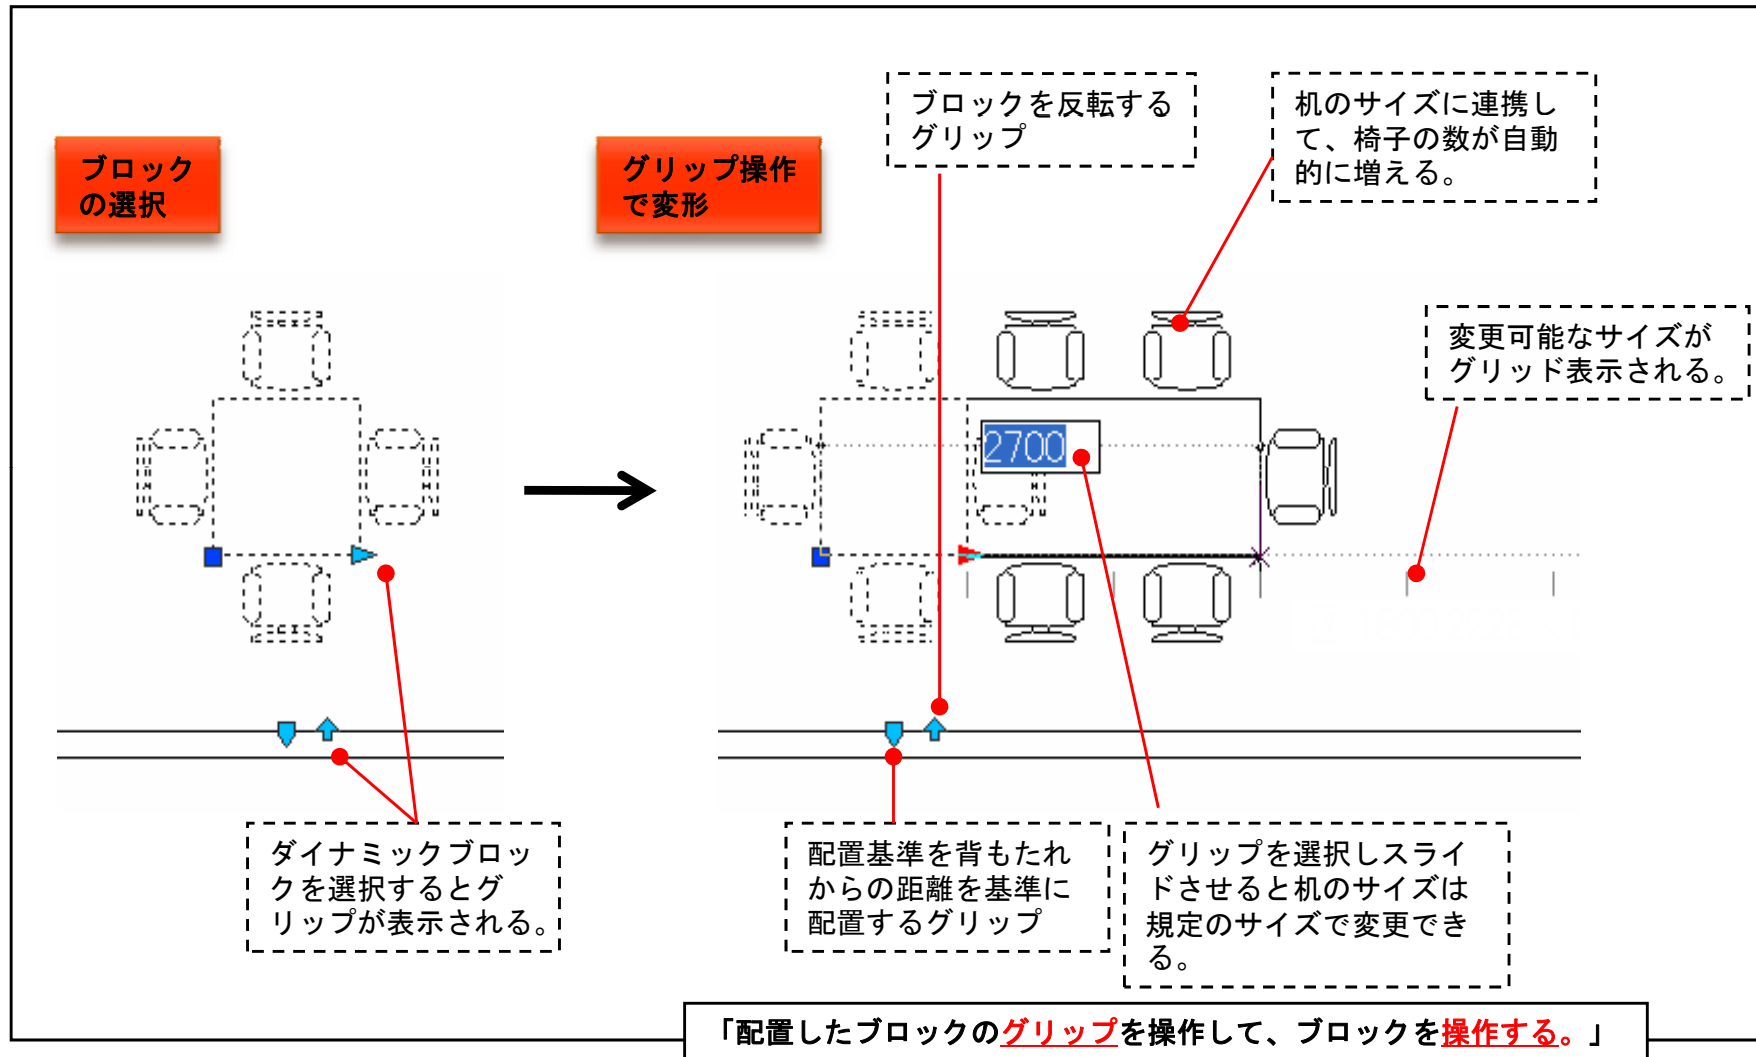 ブロック
の選択
グリップ操作
で変形
ブロックを反転する
グリップ
机のサイズに連携し
て、椅子の数が自動
的に増える。
変更可能なサイズが
グリッド表示される。
2700
ダイナミックブロッ
クを選択するとグ
リップが表示される。
配置基準を背もたれ
からの距離を基準に
配置するグリップ
グリップを選択しスライ
ドさせると机のサイズは
規定のサイズで変更でき
る。
「配置したブロックのグリップを操作して、ブロックを操作する。」